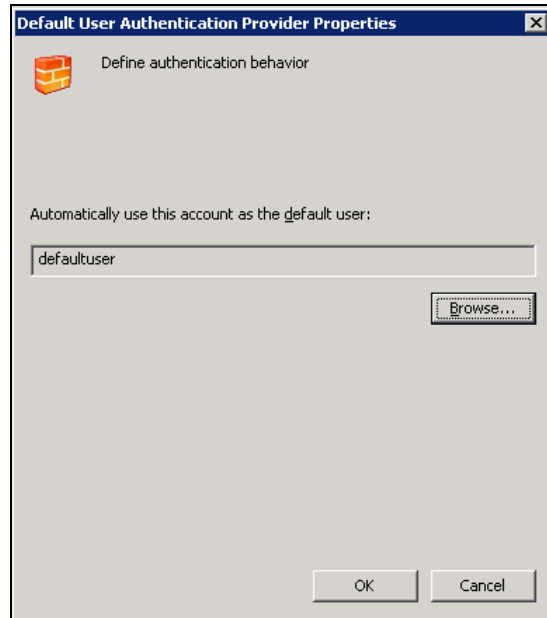 Default User Authentication Provider Properties
Define authentication behavior
Automatically use this account as the default user:
defaultuser
Browse...
OK
Cancel